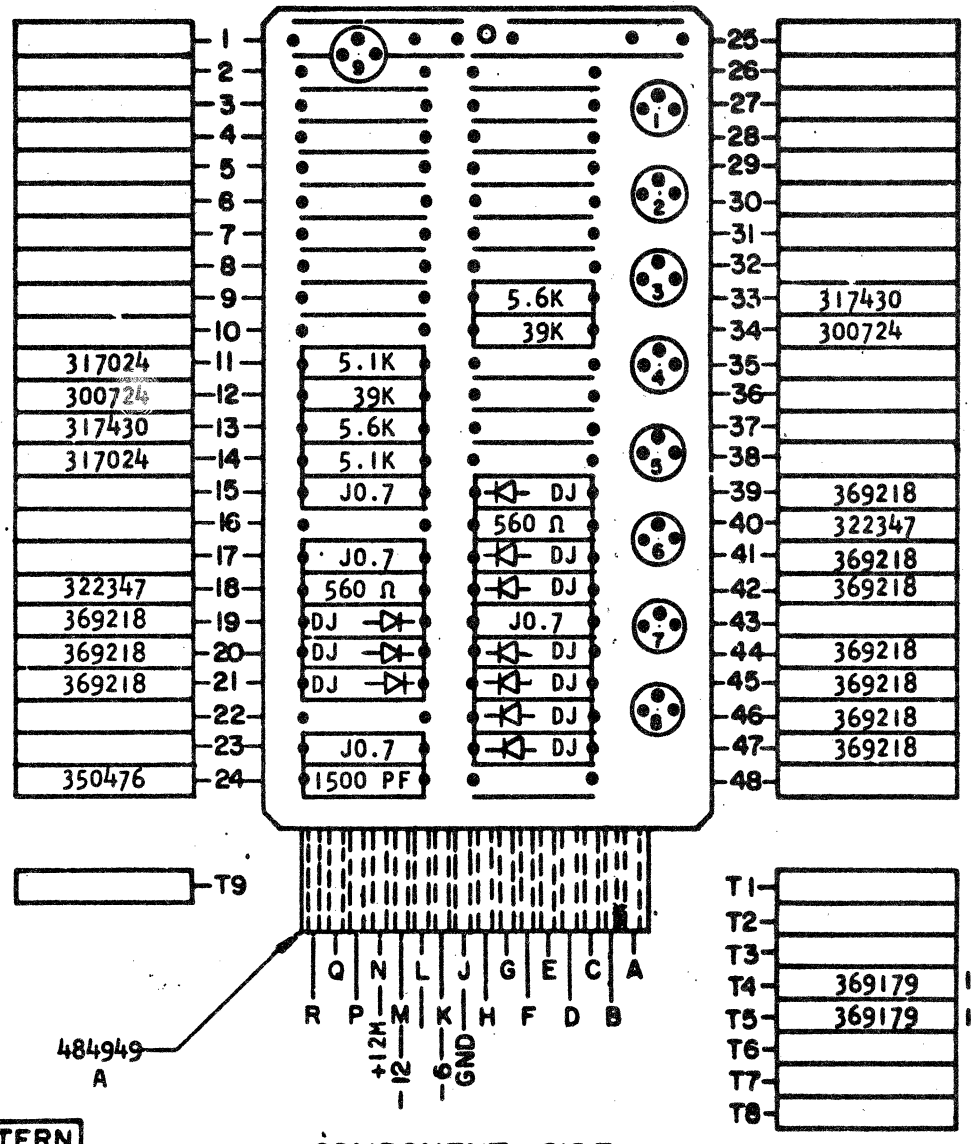 1 25
9
2 26
3 27
1
4 28
5 29
6 2 30
7 31
8 32
3
9 5.6K 33 317430
10 39K 34 300724
317024 11 5.1K 4 35
300724 12 39K 36
317430 13 5.6K 37
317024 14 5.1K 5 38
15 J0.7 DJ 39 369218
16 560 Ω 40 322347
6
17 J0.7 DJ 41 369218
322347 18 560 Ω DJ 42 369218
369218 19 DJ J0.7 7 43
369218 20 DJ DJ 44 369218
369218 21 DJ DJ 45 369218
22 DJ 8 46 369218
23 J0.7 DJ 47 369218
350476 24 1500 PF 48
T9 T1
T2
T3
Q N L J G E C A
T4 369179 1
R P M K H F D B
T5 369179 1
+12M -12 -6 GND
484949
A
T6
T7
T8
TERN
COMPONENT SIDE